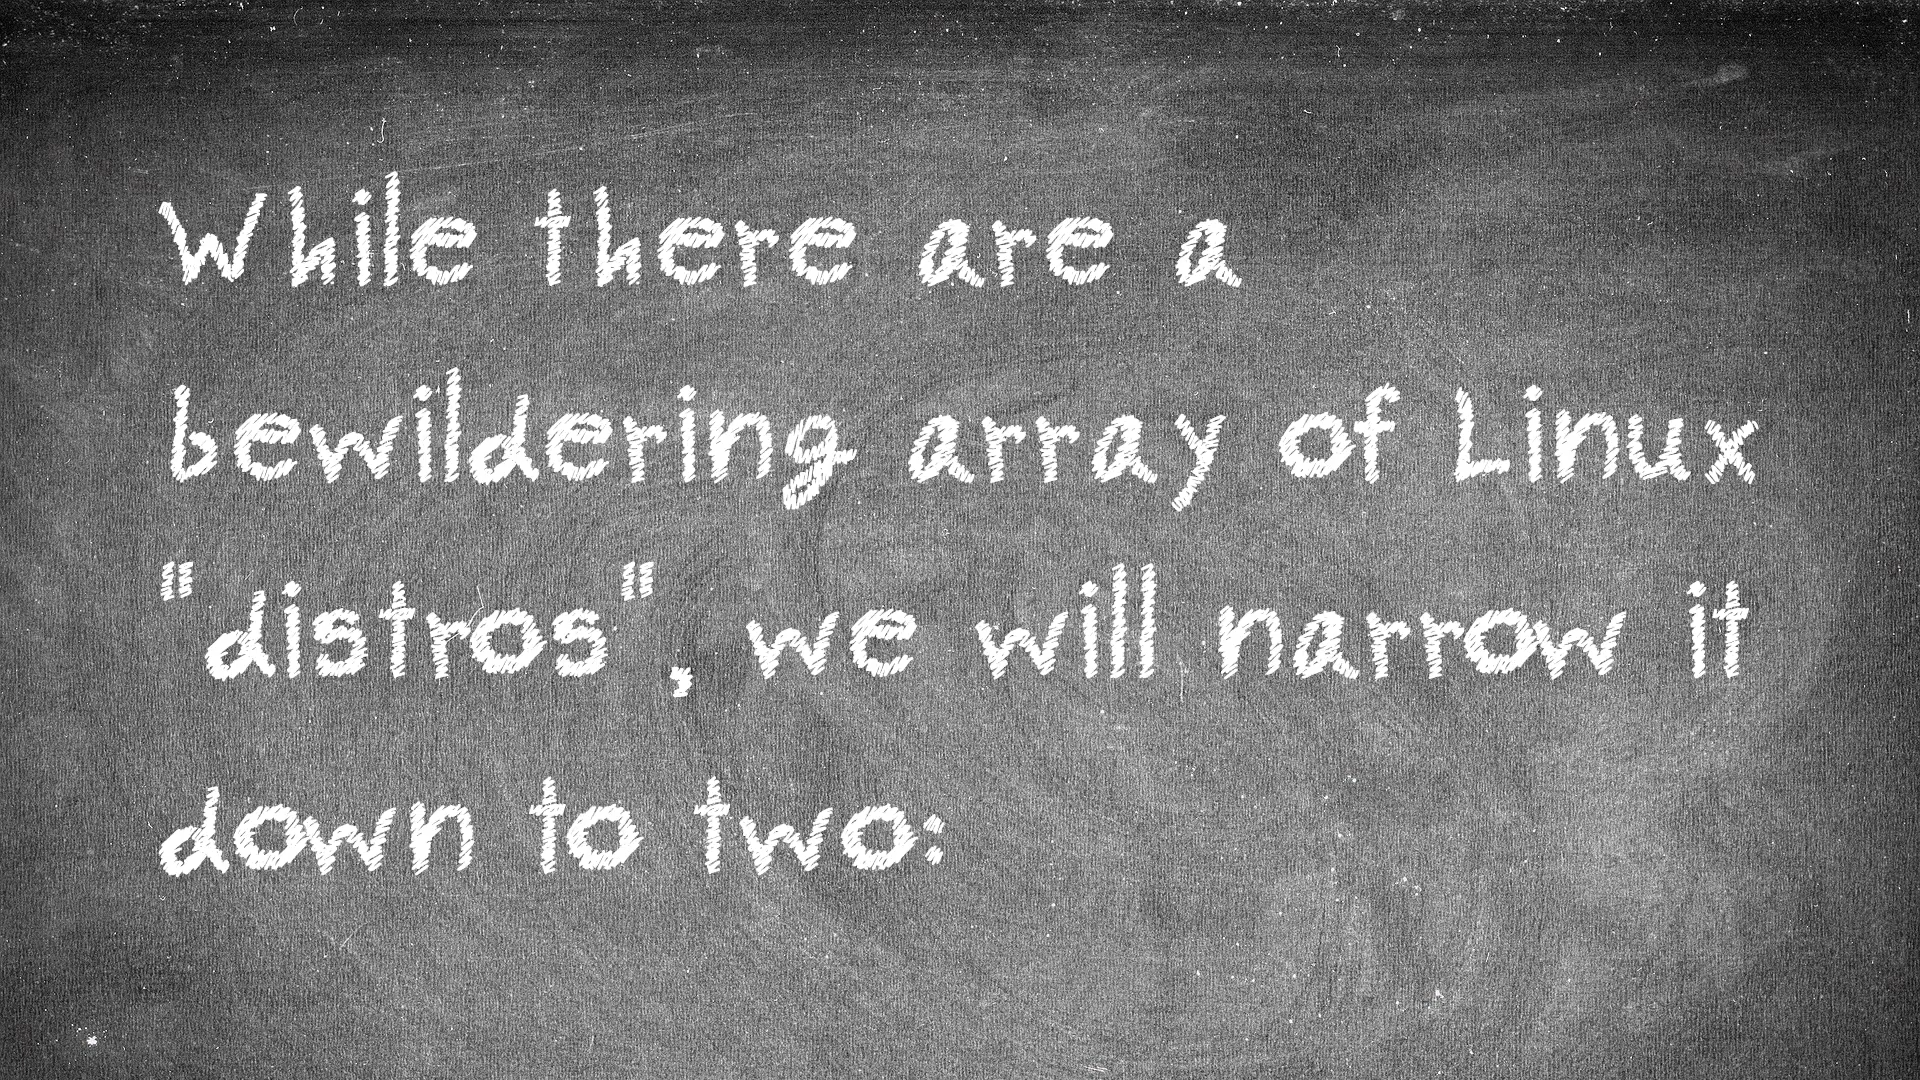 While there are a
bewildering array of Linux
"distros", we will narrow it
down to two: